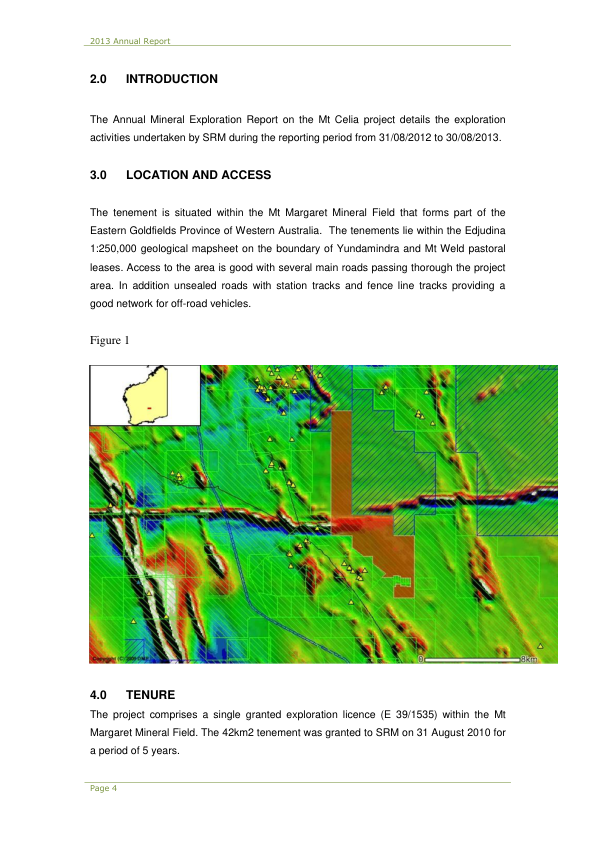 2013 Annual Report
2.0 INTRODUCTION
The Annual Mineral Exploration Report on the Mt Celia project details the exploration
activities undertaken by SRM during the reporting period from 31/08/2012 to 30/08/2013.
3.0 LOCATION AND ACCESS
The tenement is situated within the Mt Margaret Mineral Field that forms part of the
Eastern Goldfields Province of Western Australia. The tenements lie within the Edjudina
1:250,000 geological mapsheet on the boundary of Yundamindra and Mt Weld pastoral
leases. Access to the area is good with several main roads passing thorough the project
area. In addition unsealed roads with station tracks and fence line tracks providing a
good network for off-road vehicles.
Figure 1
0 8km
4.0 TENURE
The project comprises a single granted exploration licence (E 39/1535) within the Mt
Margaret Mineral Field. The 42km2 tenement was granted to SRM on 31 August 2010 for
a period of 5 years.
Page 4